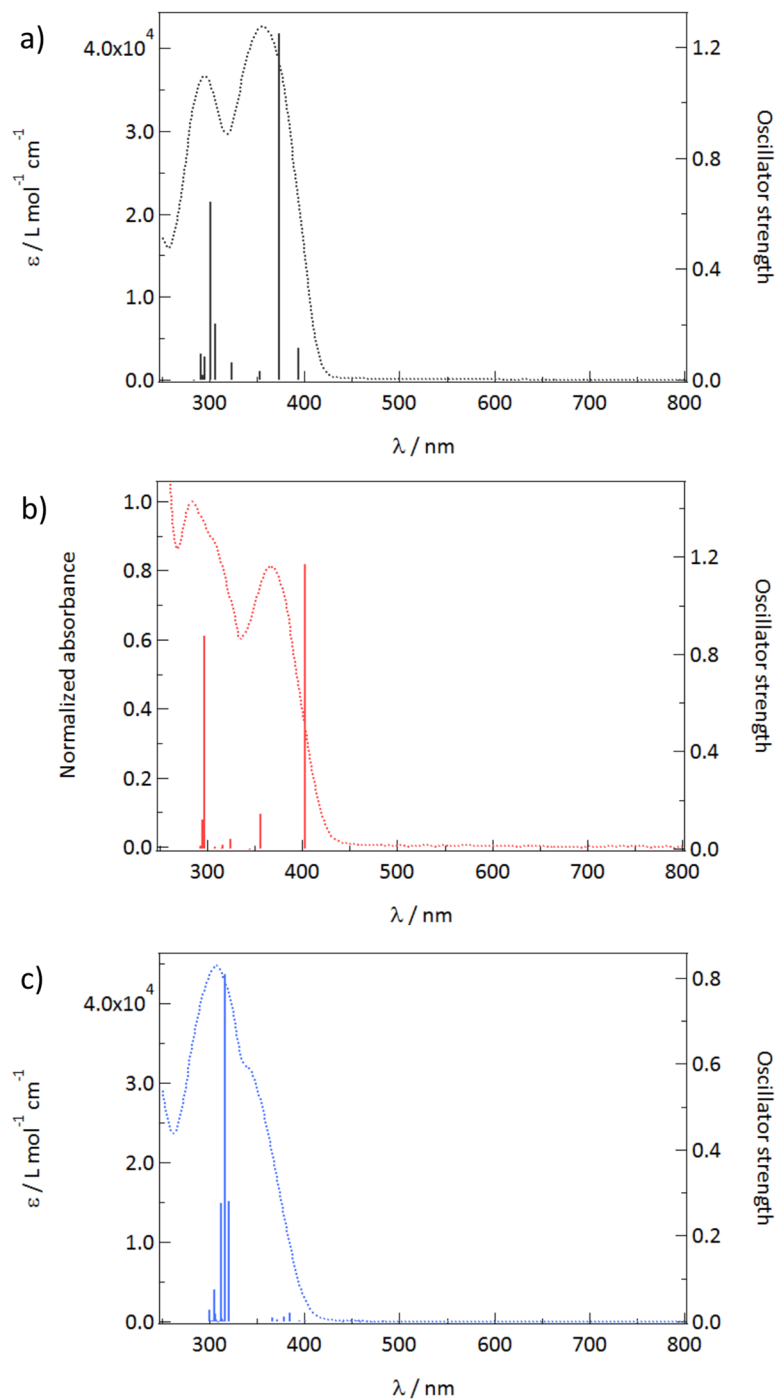 a)
4.0x10⁴
3.0
2.0
1.0
0.0
1.2
0.8
0.4
0.0
ε / L mol⁻¹ cm⁻¹
Oscillator strength
300 400 500 600 700 800
λ / nm
b)
1.0
0.8
0.6
0.4
0.2
0.0
1.2
0.8
0.4
0.0
Normalized absorbance
Oscillator strength
300 400 500 600 700 800
λ / nm
c)
4.0x10⁴
3.0
2.0
1.0
0.0
0.8
0.6
0.4
0.2
0.0
ε / L mol⁻¹ cm⁻¹
Oscillator strength
300 400 500 600 700 800
λ / nm